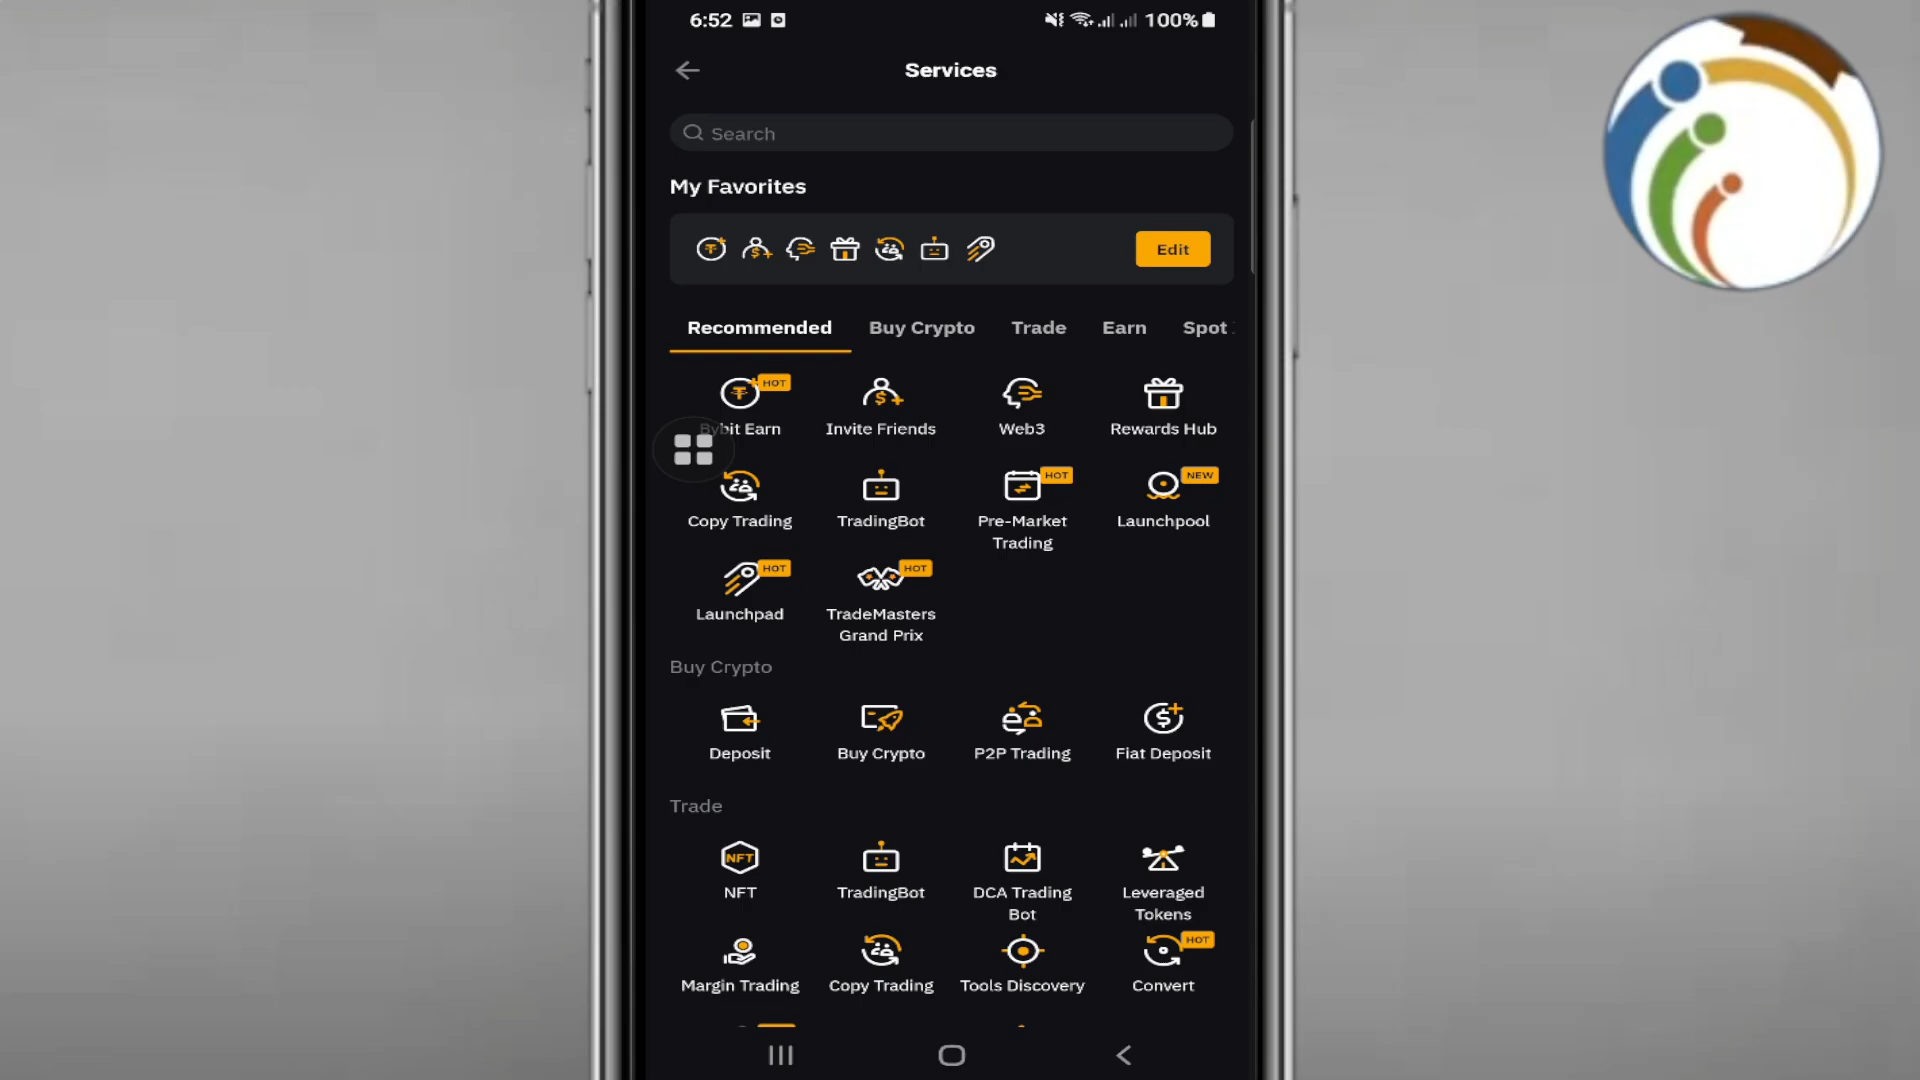 6:52 100%
Services
Search
My Favorites
Edit
Recommended Buy Crypto Trade Earn Spot
HOT
Bybit Earn Invite Friends Web3 Rewards Hub
HOT NEW
Copy Trading TradingBot Pre-Market Trading Launchpool
HOT HOT
Launchpad TradeMasters Grand Prix
Buy Crypto
Deposit Buy Crypto P2P Trading Fiat Deposit
Trade
NFT
NFT TradingBot DCA Trading Bot Leveraged Tokens
HOT
Margin Trading Copy Trading Tools Discovery Convert